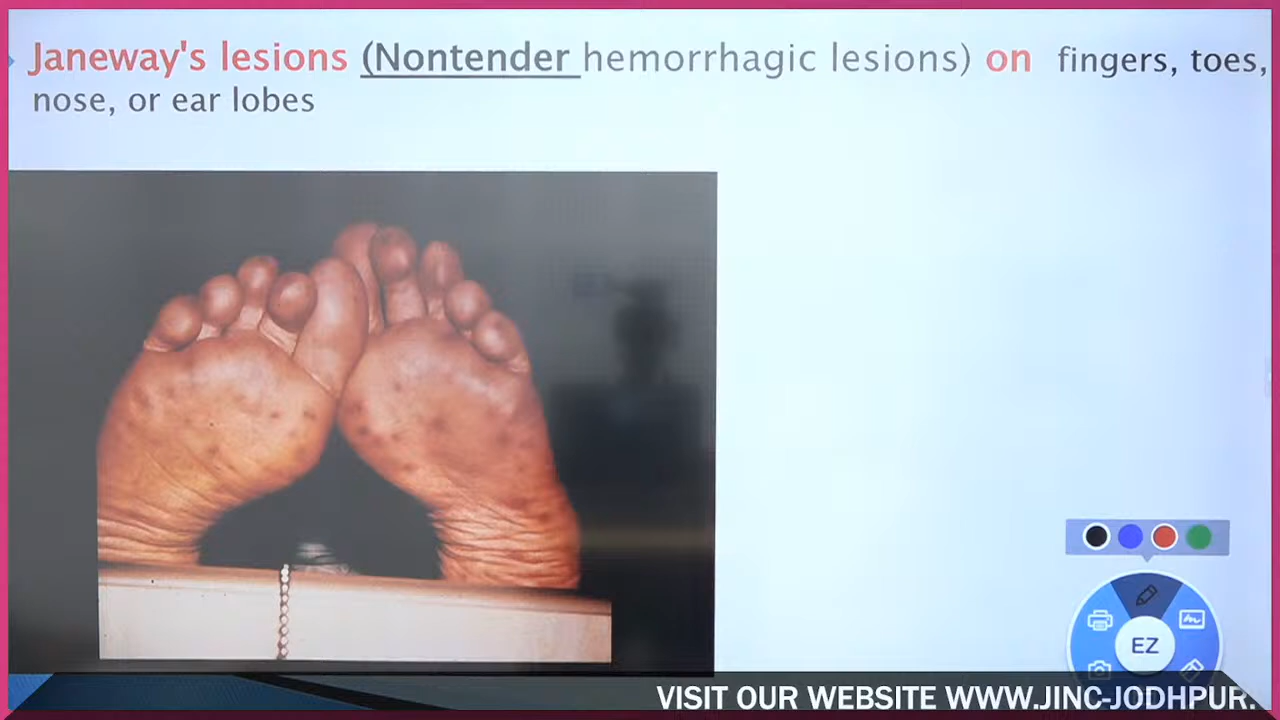 Janeway's lesions (Nontender hemorrhagic lesions) on fingers, toes,
nose, or ear lobes
EZ
VISIT OUR WEBSITE WWW.JINC-JODHPUR.